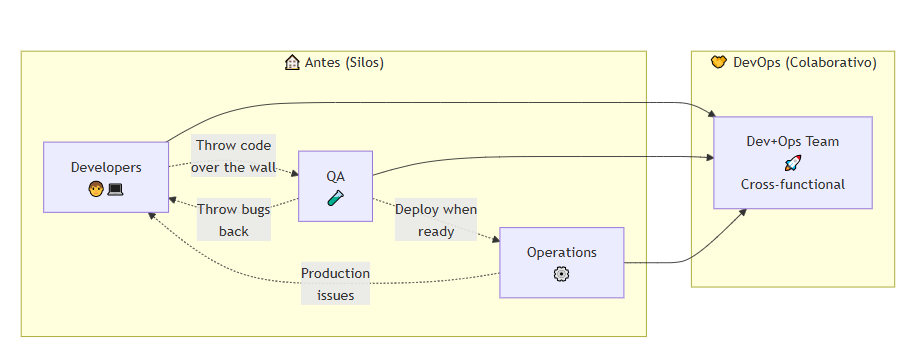 🏠 Antes (Silos)
🤝 DevOps (Colaborativo)
Developers
🧑💻
Throw code
over the wall
QA
🧪
Throw bugs
back
Deploy when
ready
Operations
⚙️
Production
issues
Dev+Ops Team
🚀
Cross-functional